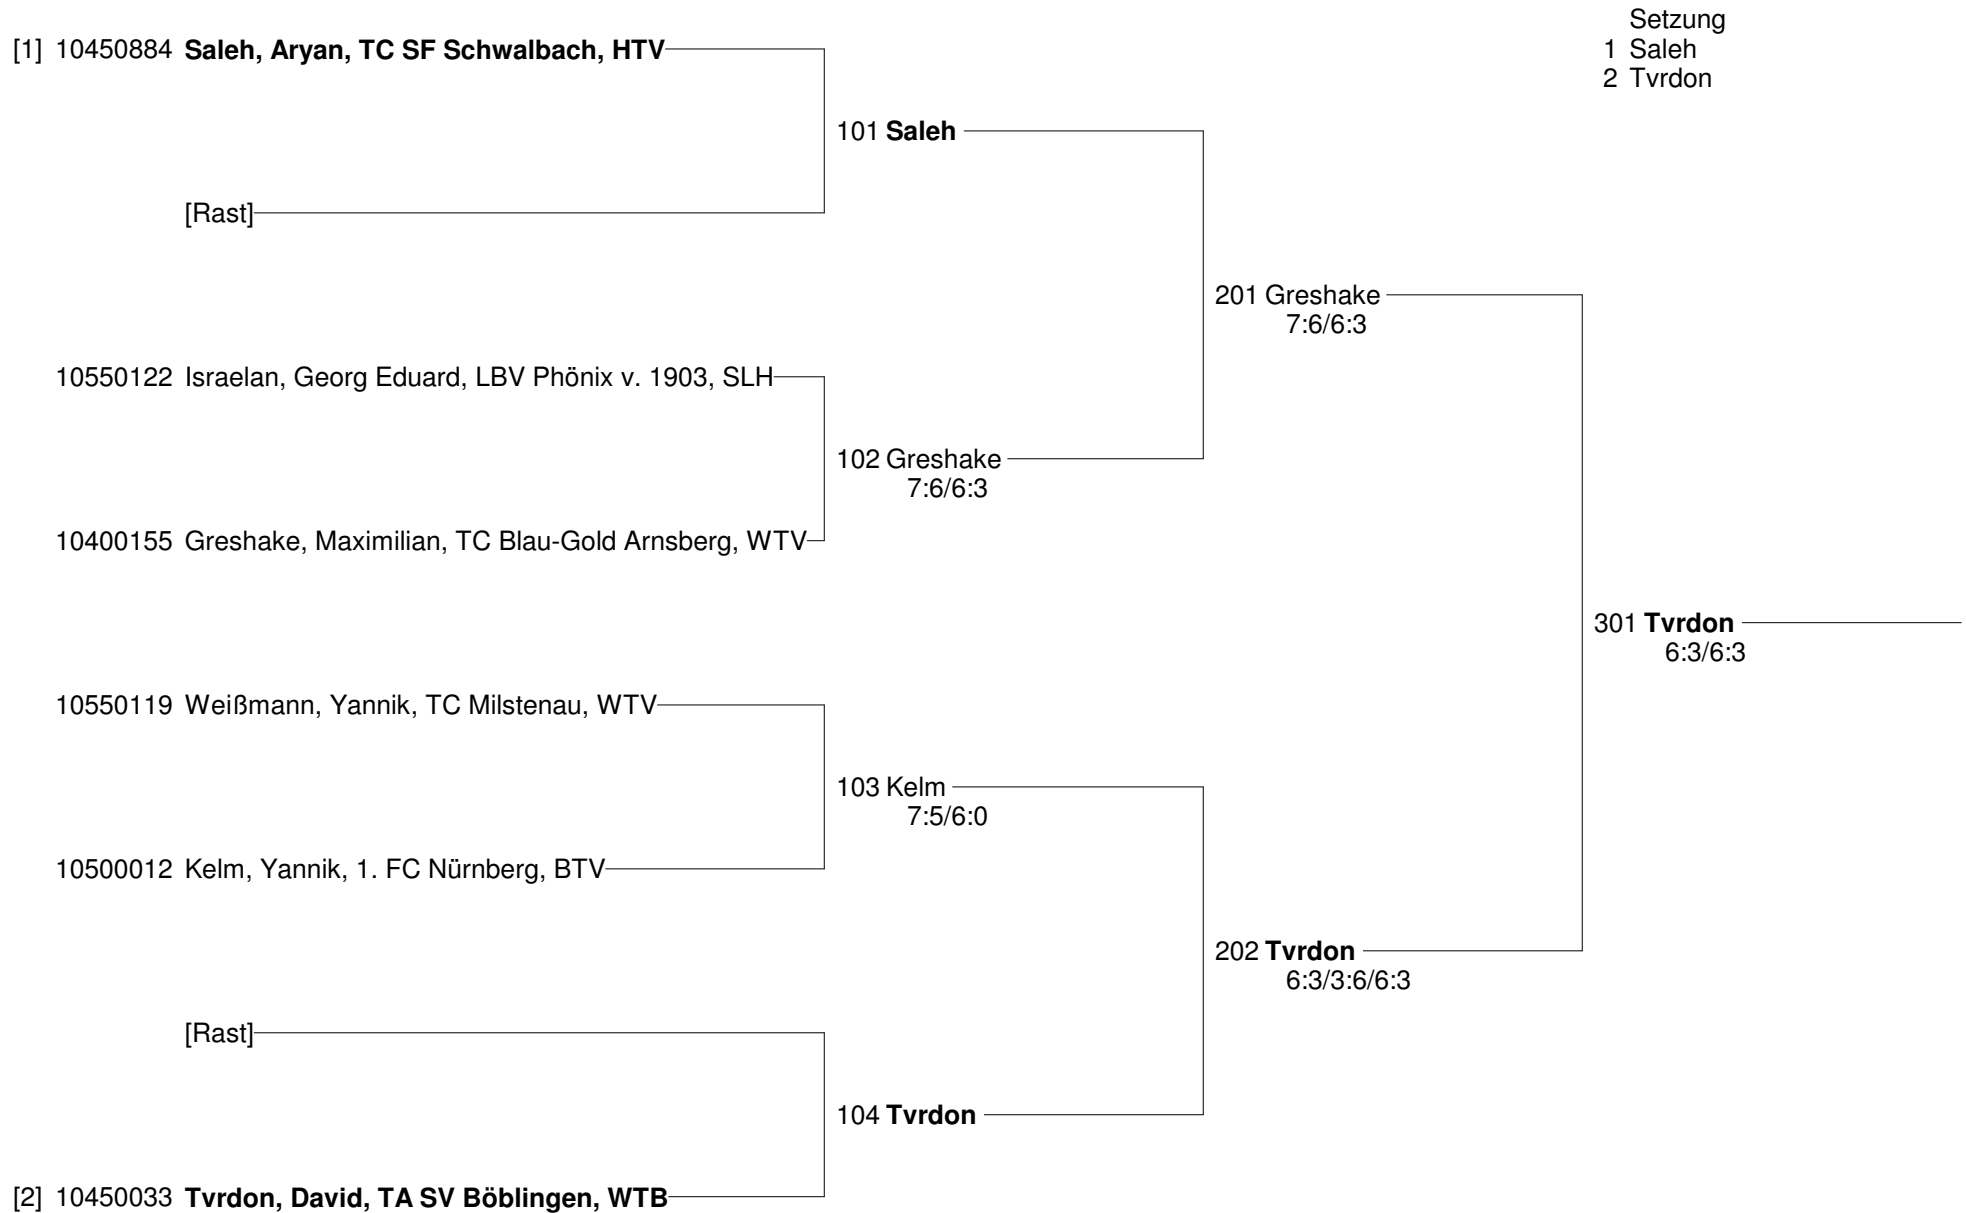 Setzung
1 Saleh
2 Tvrdon
[1] 10450884 Saleh, Aryan, TC SF Schwalbach, HTV
101 Saleh
[Rast]
201 Greshake
7:6/6:3
10550122 Israelan, Georg Eduard, LBV Phönix v. 1903, SLH
102 Greshake
7:6/6:3
10400155 Greshake, Maximilian, TC Blau-Gold Arnsberg, WTV
301 Tvrdon
6:3/6:3
10550119 Weißmann, Yannik, TC Milstenau, WTV
103 Kelm
7:5/6:0
10500012 Kelm, Yannik, 1. FC Nürnberg, BTV
202 Tvrdon
6:3/3:6/6:3
[Rast]
104 Tvrdon
[2] 10450033 Tvrdon, David, TA SV Böblingen, WTB